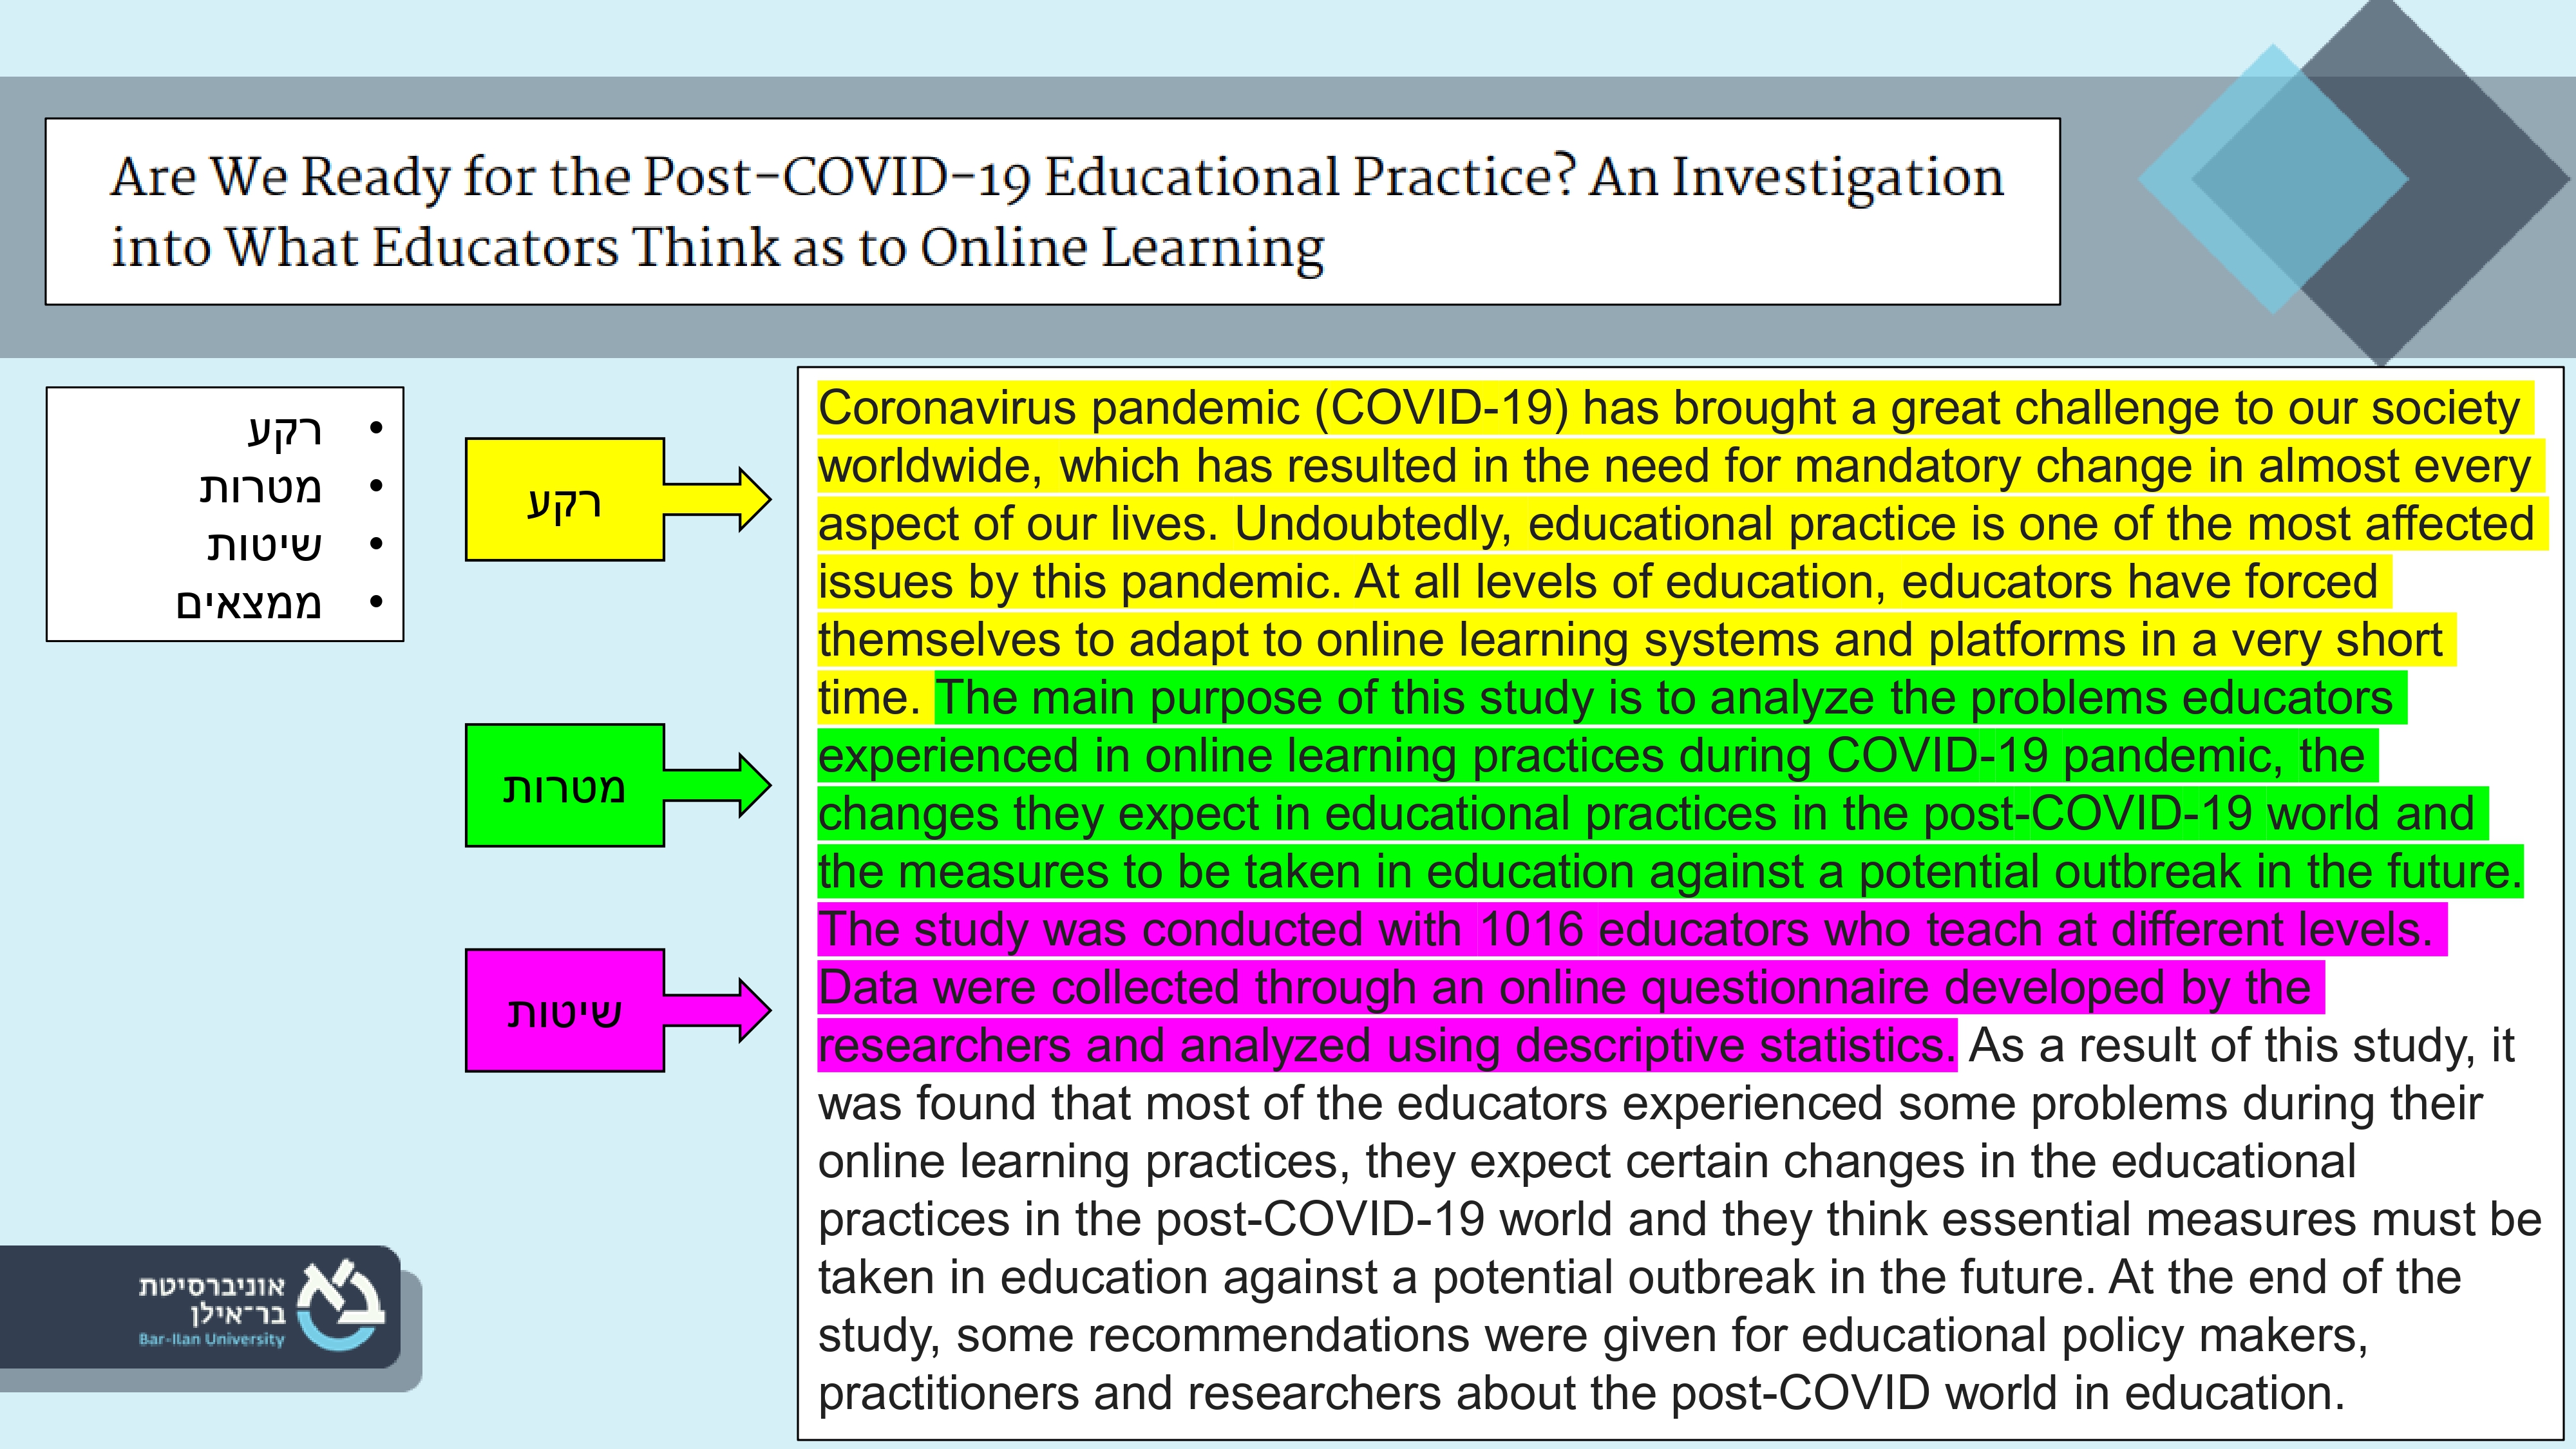 Are We Ready for the Post-COVID-19 Educational Practice? An Investigation
into What Educators Think as to Online Learning
• רקע
• מטרות
• שיטות
• ממצאים
רקע
מטרות
שיטות
Coronavirus pandemic (COVID-19) has brought a great challenge to our society
worldwide, which has resulted in the need for mandatory change in almost every
aspect of our lives. Undoubtedly, educational practice is one of the most affected
issues by this pandemic. At all levels of education, educators have forced
themselves to adapt to online learning systems and platforms in a very short
time. The main purpose of this study is to analyze the problems educators
experienced in online learning practices during COVID-19 pandemic, the
changes they expect in educational practices in the post-COVID-19 world and
the measures to be taken in education against a potential outbreak in the future.
The study was conducted with 1016 educators who teach at different levels.
Data were collected through an online questionnaire developed by the
researchers and analyzed using descriptive statistics. As a result of this study, it
was found that most of the educators experienced some problems during their
online learning practices, they expect certain changes in the educational
practices in the post-COVID-19 world and they think essential measures must be
taken in education against a potential outbreak in the future. At the end of the
study, some recommendations were given for educational policy makers,
practitioners and researchers about the post-COVID world in education.
אוניברסיטת
בר־אילן
Bar-Ilan University